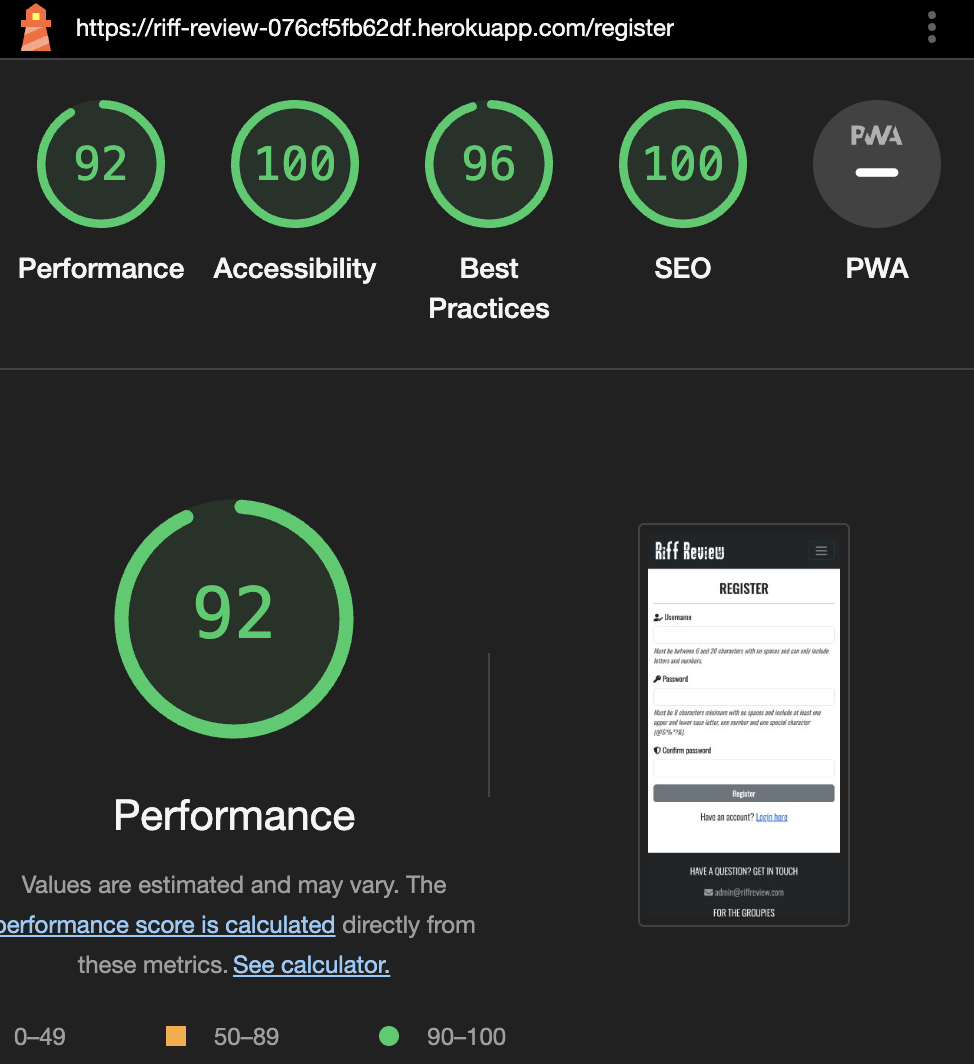 https://riff-review-076cf5fb62df.herokuapp.com/register
92
100
96
100
PWA
Performance
Accessibility
Best
Practices
SEO
PWA
92
Performance
Values are estimated and may vary. The
performance score is calculated directly from
these metrics. See calculator.
0–49
50–89
90–100
Riff Review
REGISTER
Username
Must be between 6 and 20 characters with no spaces and can only include
letters and numbers.
Password
Must be 8 characters minimum with no spaces and include at least one
upper and lower case letter, one number and one special character
Confirm password
Register
Have an account? Login here
HAVE A QUESTION? GET IN TOUCH
admin@riffreview.com
FOR THE GROUPIES